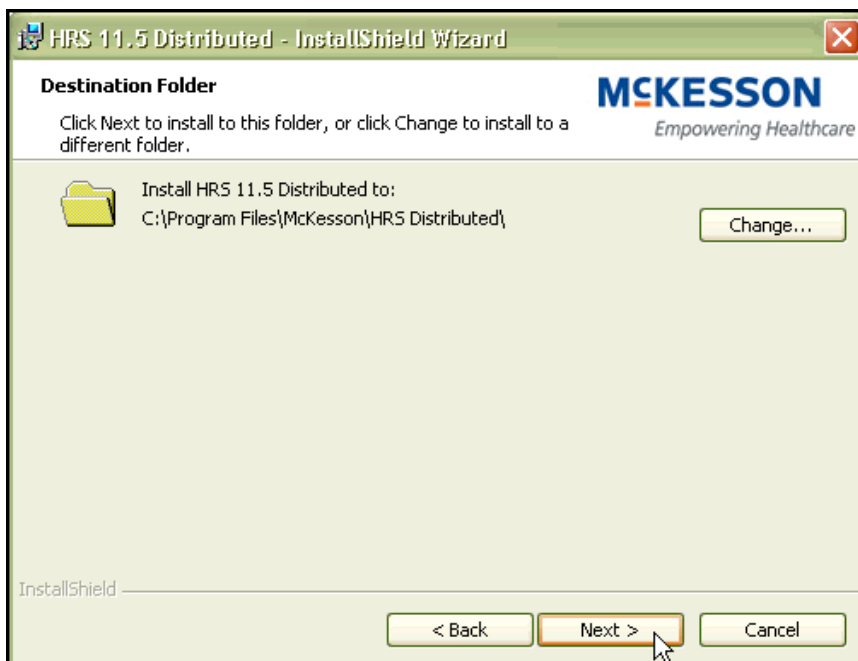 HRS 11.5 Distributed - InstallShield Wizard
Destination Folder
Click Next to install to this folder, or click Change to install to a
different folder.
McKESSON
Empowering Healthcare
Install HRS 11.5 Distributed to:
C:\Program Files\McKesson\HRS Distributed\
Change...
InstallShield
< Back
Next >
Cancel